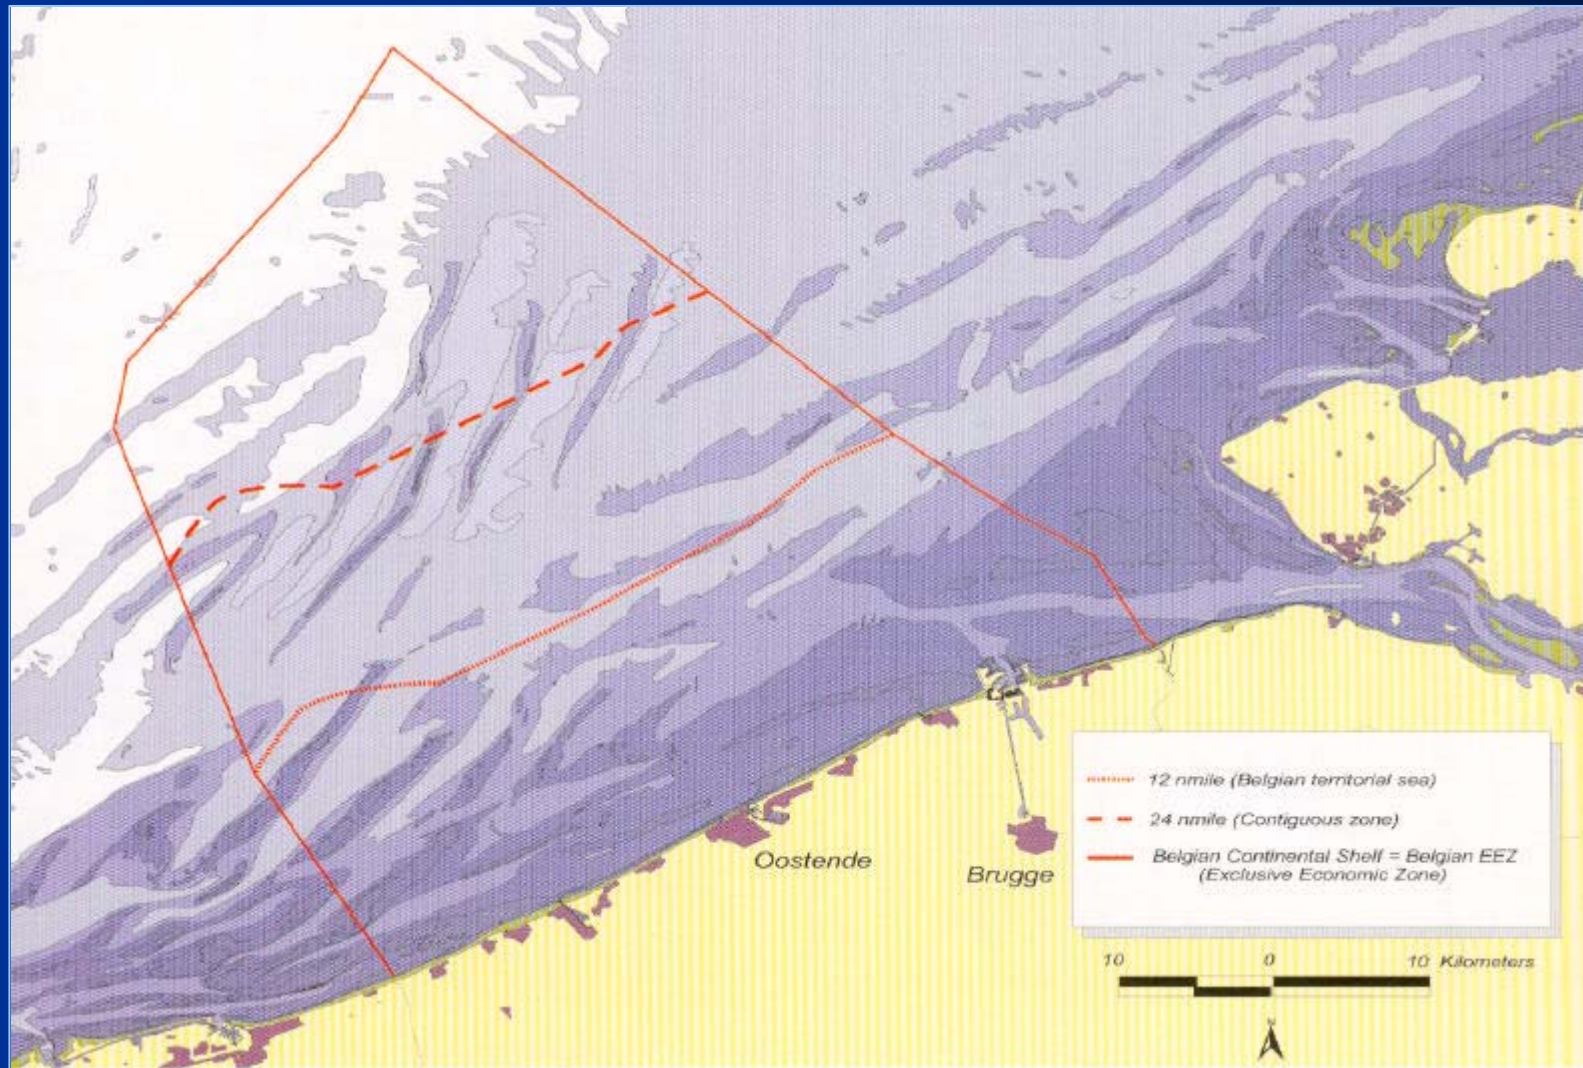 Oostende
Brugge
12 nmile (Belgian territorial sea)
24 nmile (Contiguous zone)
Belgian Continental Shelf = Belgian EEZ
(Exclusive Economic Zone)
10 0 10 Kilometers
N